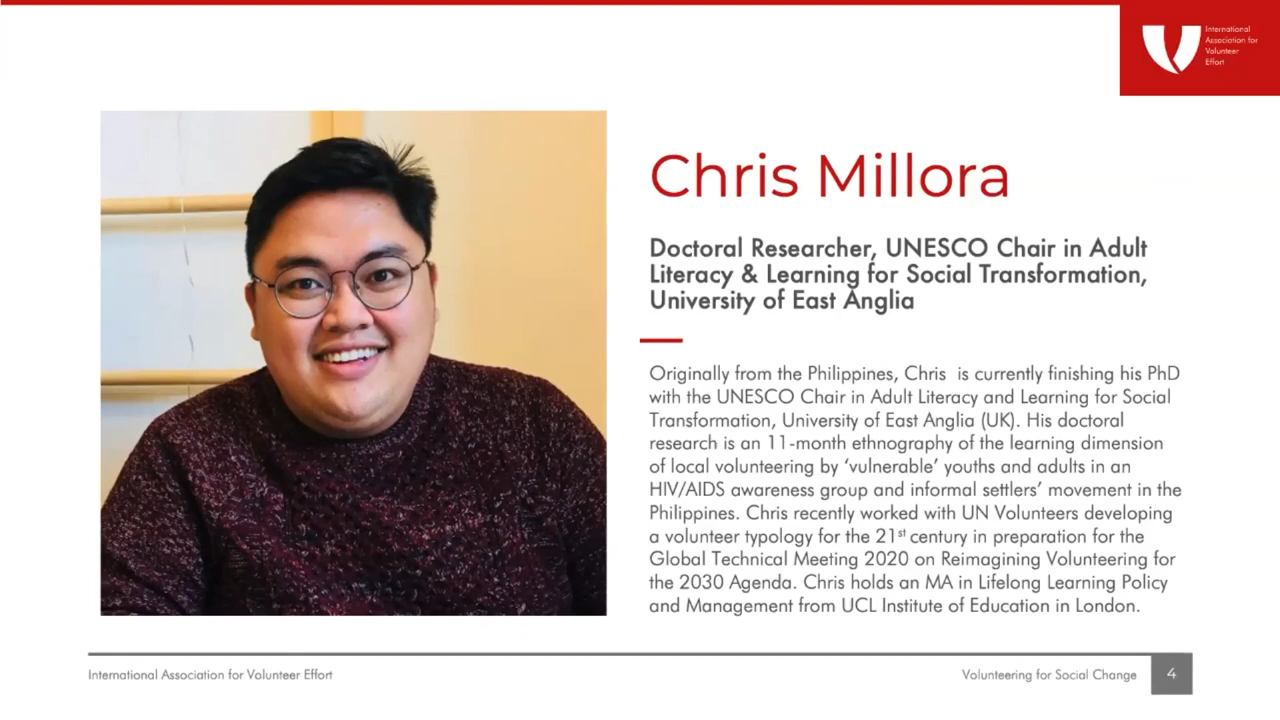 International
Association for
Volunteer
Effort
Chris Millora
Doctoral Researcher, UNESCO Chair in Adult
Literacy & Learning for Social Transformation,
University of East Anglia
Originally from the Philippines, Chris  is currently finishing his PhD
with the UNESCO Chair in Adult Literacy and Learning for Social
Transformation, University of East Anglia (UK). His doctoral
research is an 11-month ethnography of the learning dimension
of local volunteering by ‘vulnerable’ youths and adults in an
HIV/AIDS awareness group and informal settlers’ movement in the
Philippines. Chris recently worked with UN Volunteers developing
a volunteer typology for the 21st century in preparation for the
Global Technical Meeting 2020 on Reimagining Volunteering for
the 2030 Agenda. Chris holds an MA in Lifelong Learning Policy
and Management from UCL Institute of Education in London.
International Association for Volunteer Effort
Volunteering for Social Change
4